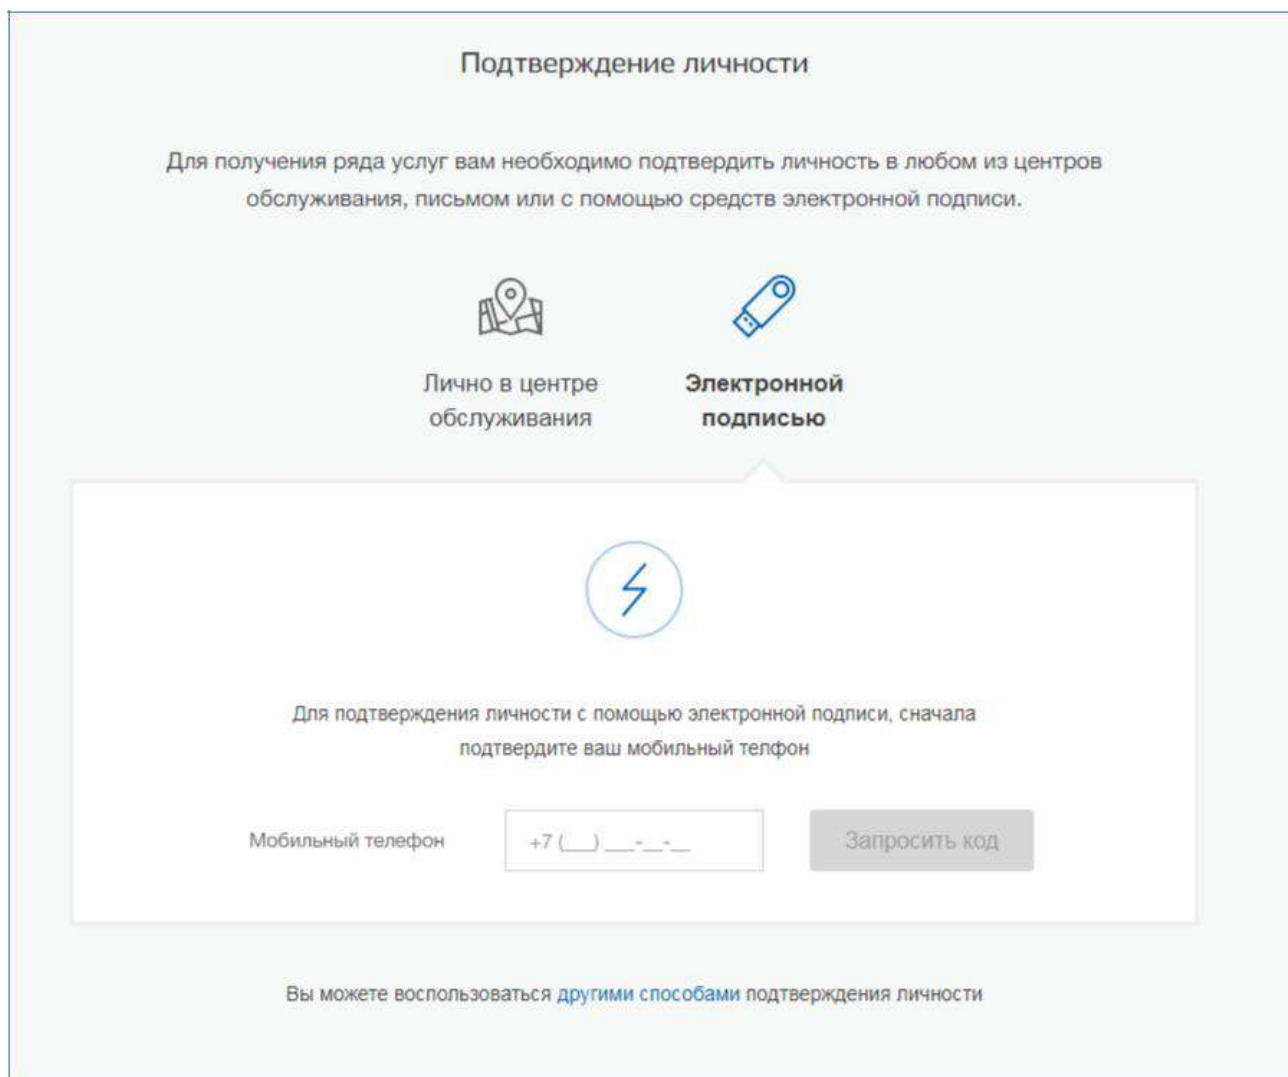 Подтверждение личности
Для получения ряда услуг вам необходимо подтвердить личность в любом из центров
обслуживания, письмом или с помощью средств электронной подписи.
Лично в центре
обслуживания
Электронной
подписью
Для подтверждения личности с помощью электронной подписи, сначала
подтвердите ваш мобильный телфон
Мобильный телефон
+7 (___) ___-__-__
Запросить код
Вы можете воспользоваться другими способами подтверждения личности